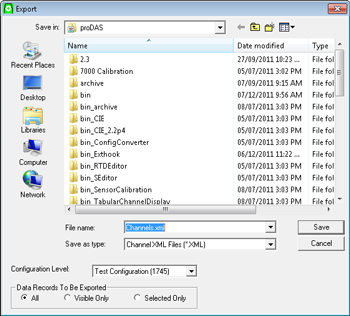 Export
Save in: proDAS
Name Date modified Type
2.3 27/09/2011 10:23 ... File fol
7000 Calibration 05/07/2011 3:02 PM File fol
archive 07/12/2011 9:15 AM File fol
bin 07/12/2011 9:56 AM File fol
bin_archive 08/07/2011 3:03 PM File fol
bin_CIE 05/07/2011 3:03 PM File fol
bin_CIE_2.2p4 05/07/2011 3:03 PM File fol
bin_ConfigConverter 05/07/2011 3:03 PM File fol
bin_Exthook 06/12/2011 11:22 ... File fol
bin_RTDEditor 05/07/2011 3:03 PM File fol
bin_SEditor 05/07/2011 3:03 PM File fol
bin_SensorCalibration 05/07/2011 3:03 PM File fol
bin_TabularChannelDisplay 08/07/2011 3:03 PM File fol
Recent Places
Desktop
Libraries
Computer
Network
File name: Channels.xml Save
Save as type: Channel XML Files (*.XML) Cancel
Configuration Level: Test Configuration (1745)
Data Records To Be Exported
All Visible Only Selected Only